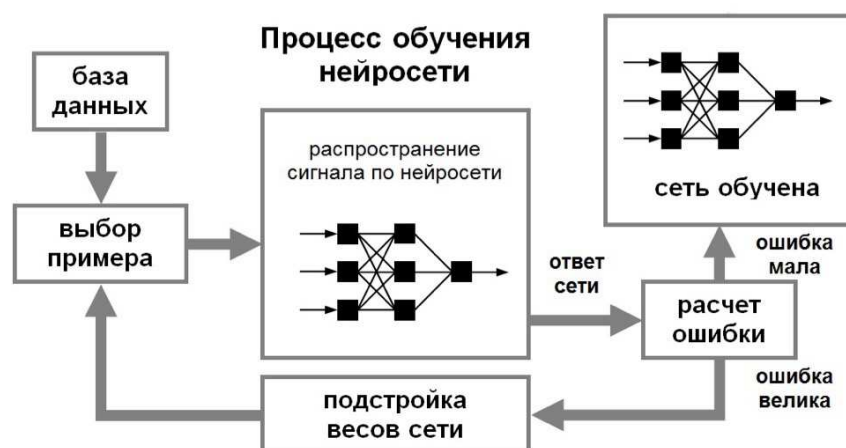 Процесс обучения
нейросети
база
данных
выбор
примера
распространение
сигнала по нейросети
ответ
сети
расчет
ошибки
ошибка
мала
сеть обучена
ошибка
велика
подстройка
весов сети